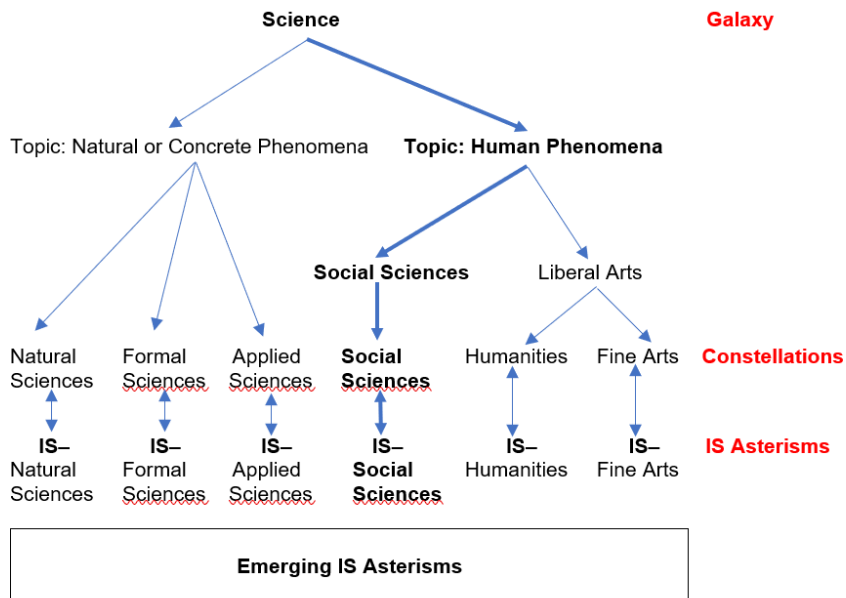 Science
Galaxy
Topic: Natural or Concrete Phenomena
Topic: Human Phenomena
Social Sciences
Liberal Arts
Natural
Sciences
Formal
Sciences
Applied
Sciences
Social
Sciences
Humanities
Fine Arts
Constellations
IS–
Natural
Sciences
IS–
Formal
Sciences
IS–
Applied
Sciences
IS–
Social
Sciences
IS–
Humanities
IS–
Fine Arts
IS Asterisms
Emerging IS Asterisms